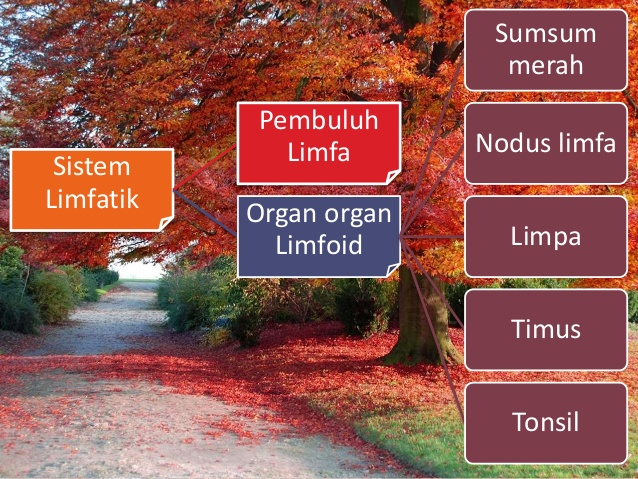 Sistem
Limfatik
Pembuluh
Limfa
Organ organ
Limfoid
Sumsum
merah
Nodus limfa
Limpa
Timus
Tonsil